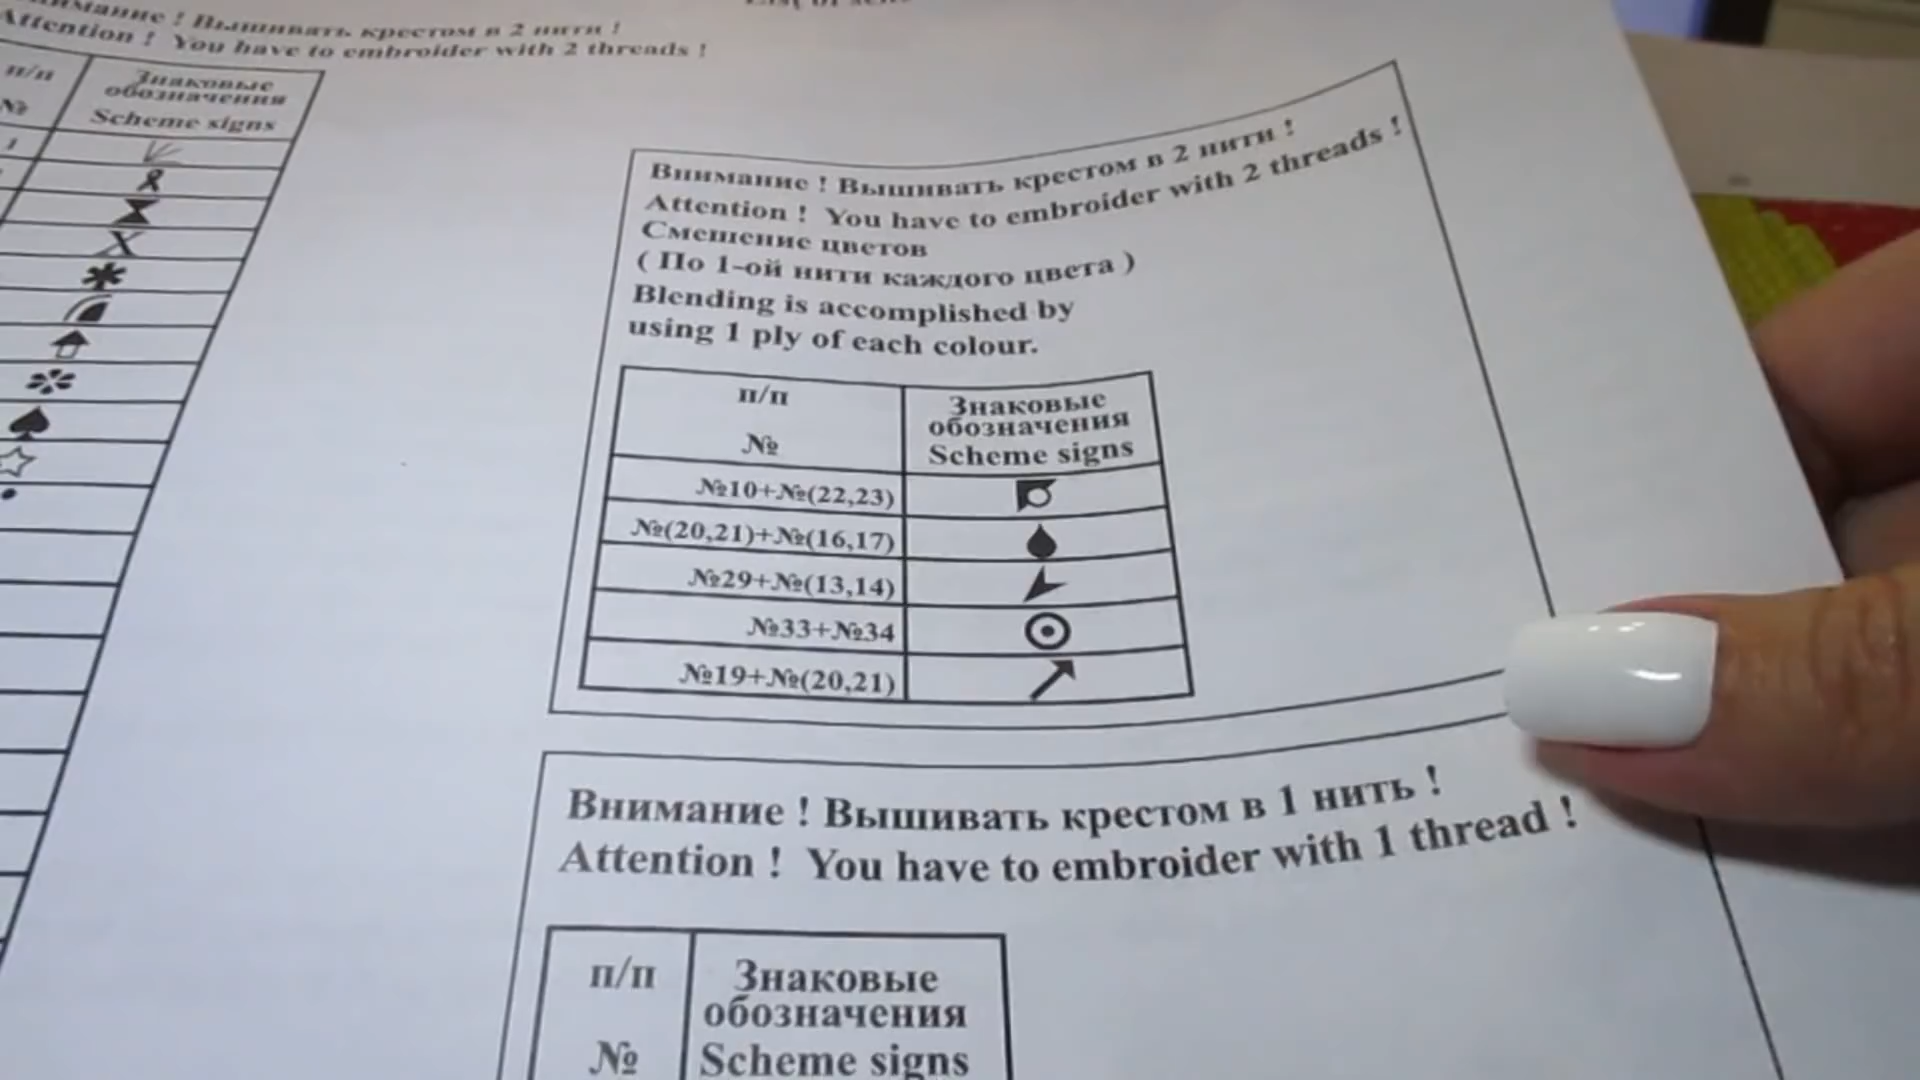 Внимание ! Вышивать крестом в 2 нити !
Attention ! You have to embroider with 2 threads !
п/п
№
Знаковые
обозначения
Scheme signs
1
Внимание ! Вышивать крестом в 2 нити !
Attention ! You have to embroider with 2 threads !
Смешение цветов
( По 1-ой нити каждого цвета )
Blending is accomplished by
using 1 ply of each colour.
п/п
№
Знаковые
обозначения
Scheme signs
№10+№(22,23)
№(20,21)+№(16,17)
№29+№(13,14)
№33+№34
№19+№(20,21)
Внимание ! Вышивать крестом в 1 нить !
Attention ! You have to embroider with 1 thread !
п/п
№
Знаковые
обозначения
Scheme signs